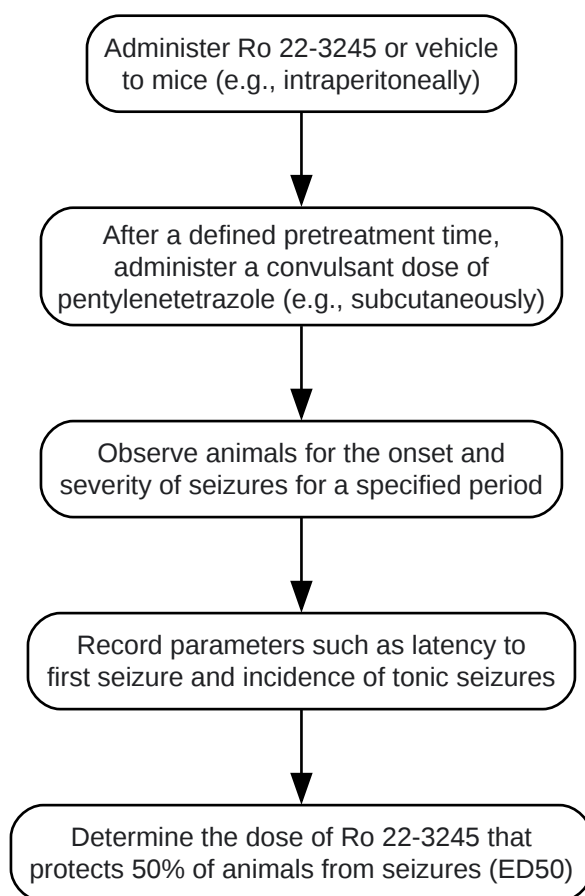 Administer Ro 22-3245 or vehicle
to mice (e.g., intraperitoneally)
After a defined pretreatment time,
administer a convulsant dose of
pentylenetetrazole (e.g., subcutaneously)
Observe animals for the onset and
severity of seizures for a specified period
Record parameters such as latency to
first seizure and incidence of tonic seizures
Determine the dose of Ro 22-3245 that
protects 50% of animals from seizures (ED50)